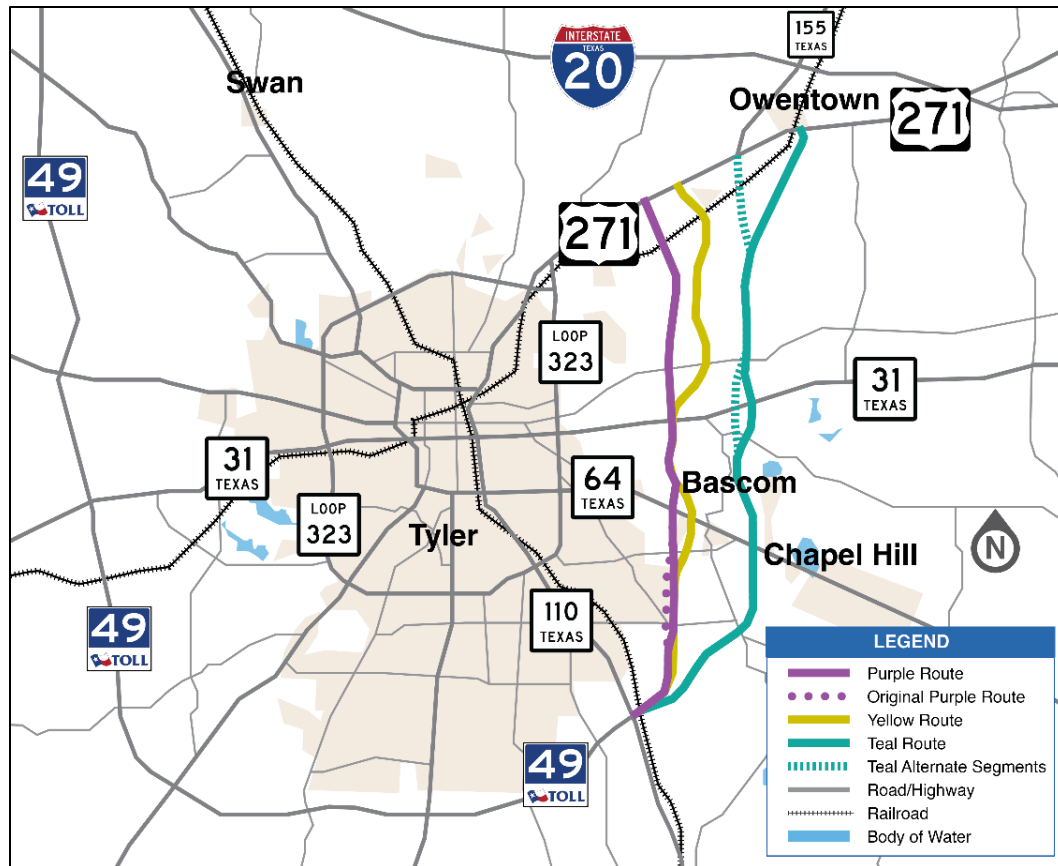 155
TEXAS
INTERSTATE
TEXAS
20
Swan
Owentown
271
49
TOLL
271
LOOP
323
31
TEXAS
31
TEXAS
64
TEXAS
Bascom
LOOP
323
Tyler
N
Chapel Hill
110
TEXAS
49
TOLL
49
TOLL
LEGEND
Purple Route
Original Purple Route
Yellow Route
Teal Route
Teal Alternate Segments
Road/Highway
Railroad
Body of Water